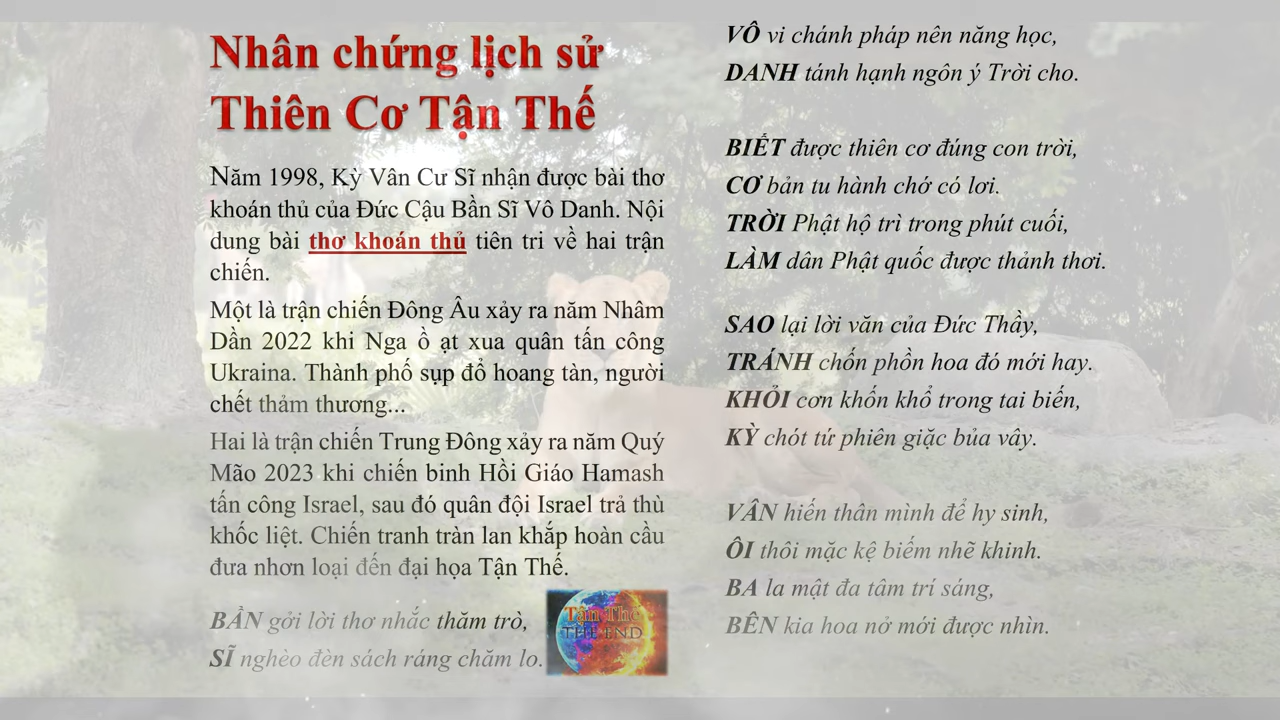 Nhân chứng lịch sử
Thiên Cơ Tận Thế
Năm 1998, Kỳ Vân Cư Sĩ nhận được bài thơ
khoán thủ của Đức Cậu Bần Sĩ Vô Danh. Nội
dung bài thơ khoán thủ tiên tri về hai trận
chiến.
Một là trận chiến Đông Âu xảy ra năm Nhâm
Dần 2022 khi Nga ồ ạt xua quân tấn công
Ukraina. Thành phố sụp đổ hoang tàn, người
chết thảm thương...
Hai là trận chiến Trung Đông xảy ra năm Quý
Mão 2023 khi chiến binh Hồi Giáo Hamash
tấn công Israel, sau đó quân đội Israel trả thù
khốc liệt. Chiến tranh tràn lan khắp hoàn cầu
đưa nhơn loại đến đại họa Tận Thế.
BẦN gởi lời thơ nhắc thăm trò,
SĨ nghèo đèn sách ráng chăm lo.
Tận Thế
THE END
VÔ vi chánh pháp nên năng học,
DANH tánh hạnh ngôn ý Trời cho.
BIẾT được thiên cơ đúng con trời,
CƠ bản tu hành chớ có lơi.
TRỜI Phật hộ trì trong phút cuối,
LÀM dân Phật quốc được thảnh thơi.
SAO lại lời văn của Đức Thầy,
TRÁNH chốn phồn hoa đó mới hay.
KHỎI cơn khốn khổ trong tai biến,
KỲ chót tứ phiên giặc bủa vây.
VÂN hiến thân mình để hy sinh,
ÔI thôi mặc kệ biếm nhẽ khinh.
BA la mật đa tâm trí sáng,
BÊN kia hoa nở mới được nhìn.